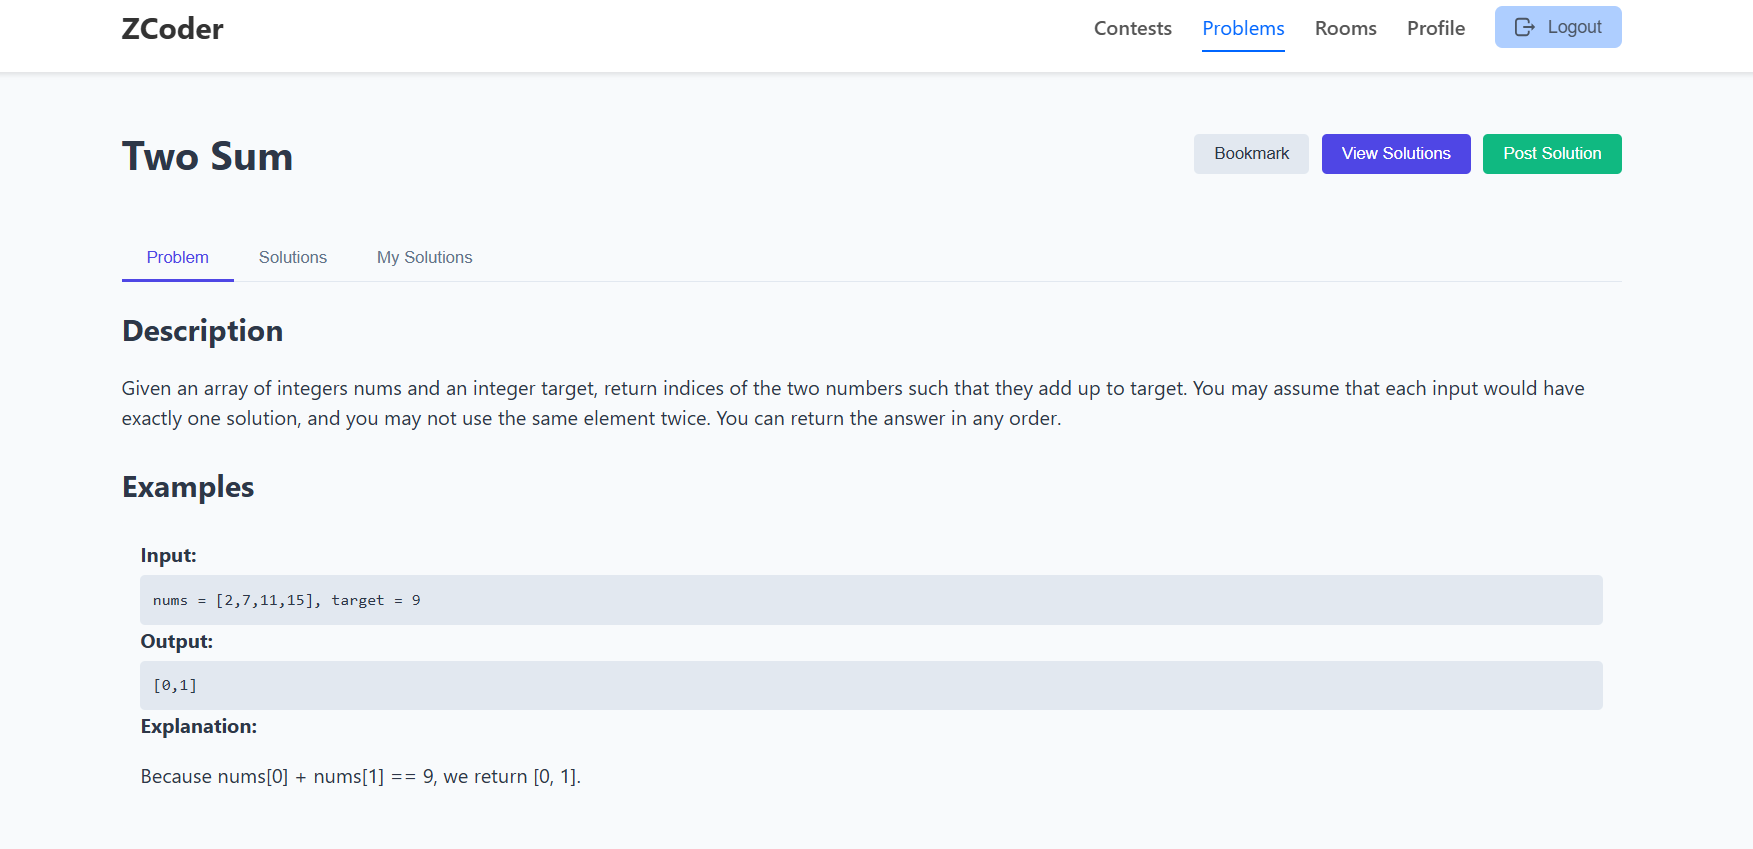 ZCoder
Contests
Problems
Rooms
Profile
Logout
Two Sum
Bookmark
View Solutions
Post Solution
Problem
Solutions
My Solutions
Description
Given an array of integers nums and an integer target, return indices of the two numbers such that they add up to target. You may assume that each input would have
exactly one solution, and you may not use the same element twice. You can return the answer in any order.
Examples
Input:
nums = [2,7,11,15], target = 9
Output:
[0,1]
Explanation:
Because nums[0] + nums[1] == 9, we return [0, 1].